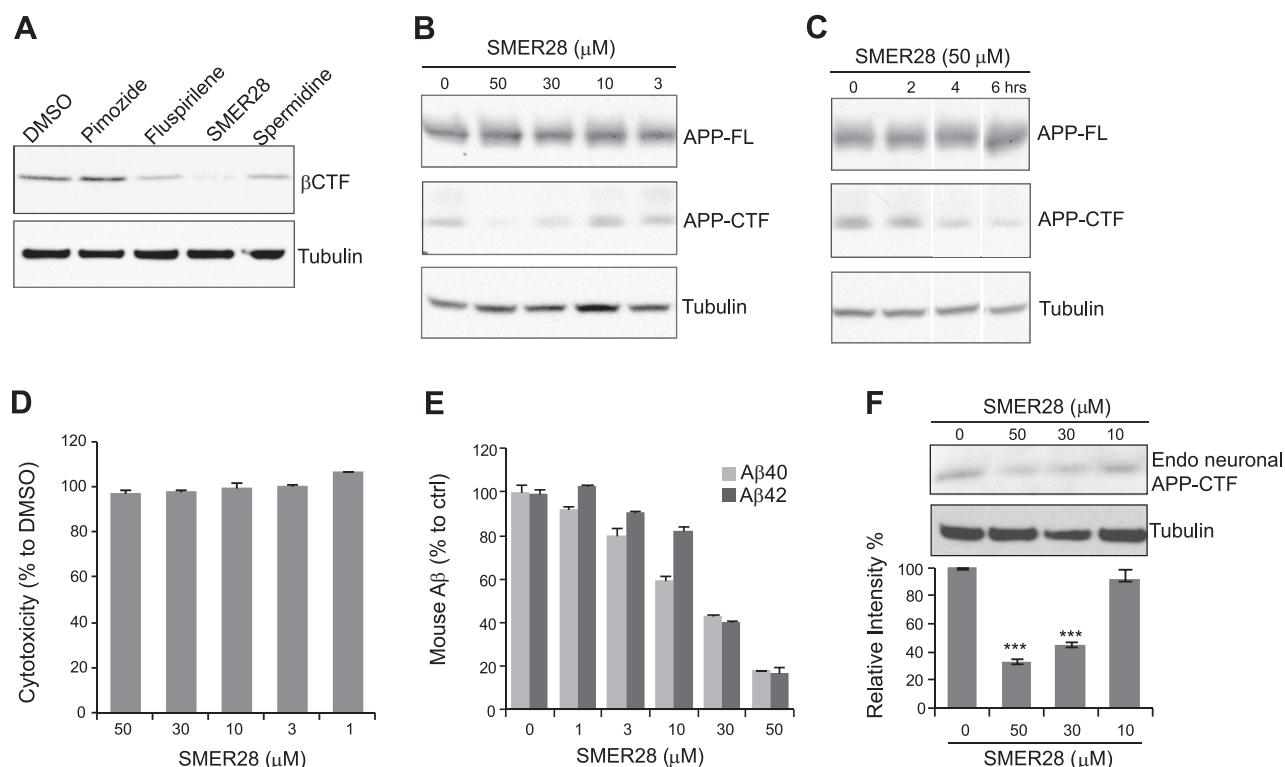 A
DMSO
Pimozide
Fluspirilene
SMER28
Spermidine
βCTF
Tubulin
B
SMER28 (μM)
0 50 30 10 3
APP-FL
APP-CTF
Tubulin
C
SMER28 (50 μM)
0 2 4 6 hrs
APP-FL
APP-CTF
Tubulin
D
Cytotoxicity (% to DMSO)
120
100
80
60
40
20
0
50 30 10 3 1
SMER28 (μM)
E
Mouse Aβ (% to ctrl)
120
100
80
60
40
20
0
Aβ40
Aβ42
0 1 3 10 30 50
SMER28 (μM)
F
SMER28 (μM)
0 50 30 10
Endo neuronal
APP-CTF
Tubulin
Relative Intensity %
100
80
60
40
20
0
*** ***
0 50 30 10
SMER28 (μM)